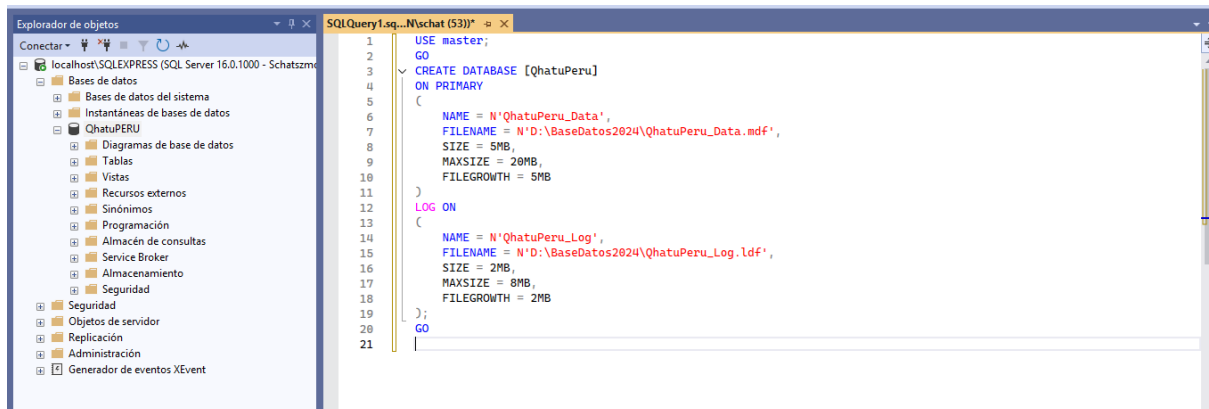 Explorador de objetos
Conectar
localhost\SQLEXPRESS (SQL Server 16.0.1000 - Schatszmo
Bases de datos
Bases de datos del sistema
Instantáneas de bases de datos
QhatuPERU
Diagramas de base de datos
Tablas
Vistas
Recursos externos
Sinónimos
Programación
Almacén de consultas
Service Broker
Almacenamiento
Seguridad
Seguridad
Objetos de servidor
Replicación
Administración
Generador de eventos XEvent
SQLQuery1.sq...N\schat (53))*
1 USE master;
2 GO
3 CREATE DATABASE [QhatuPeru]
4 ON PRIMARY
5 (
6 NAME = N'QhatuPeru_Data',
7 FILENAME = N'D:\BaseDatos2024\QhatuPeru_Data.mdf',
8 SIZE = 5MB,
9 MAXSIZE = 20MB,
10 FILEGROWTH = 5MB
11 )
12 LOG ON
13 (
14 NAME = N'QhatuPeru_Log',
15 FILENAME = N'D:\BaseDatos2024\QhatuPeru_Log.ldf',
16 SIZE = 2MB,
17 MAXSIZE = 8MB,
18 FILEGROWTH = 2MB
19 );
20 GO
21